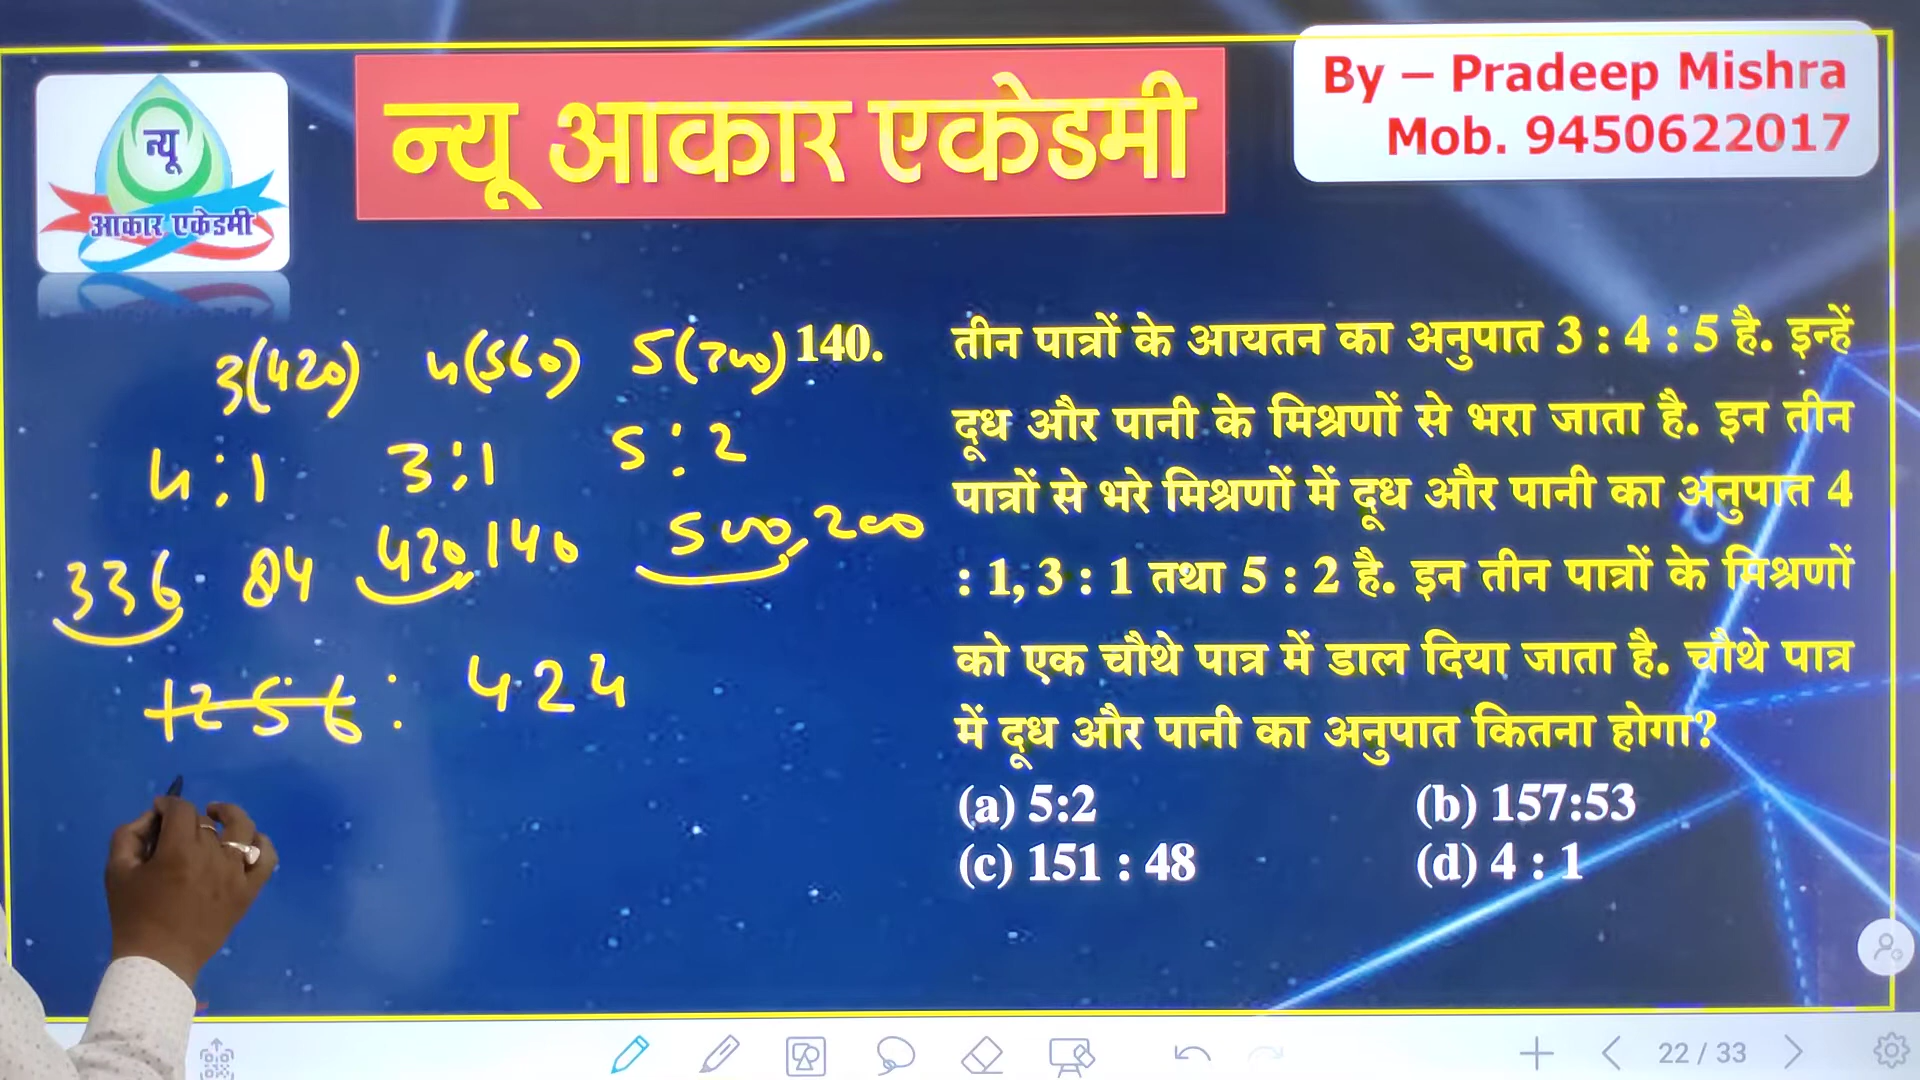 न्यू आकार एकेडमी
By – Pradeep Mishra
Mob. 9450622017
न्यू
आकार एकेडमी
140. तीन पात्रों के आयतन का अनुपात 3 : 4 : 5 है. इन्हें
दूध और पानी के मिश्रणों से भरा जाता है. इन तीन
पात्रों से भरे मिश्रणों में दूध और पानी का अनुपात 4
: 1, 3 : 1 तथा 5 : 2 है. इन तीन पात्रों के मिश्रणों
को एक चौथे पात्र में डाल दिया जाता है. चौथे पात्र
में दूध और पानी का अनुपात कितना होगा?
(a) 5:2 (b) 157:53
(c) 151 : 48 (d) 4 : 1
3(420) 4(560) 5(700)
4:1 3:1 5:2
336 84 420, 140 500, 200
1256 : 424
22 / 33